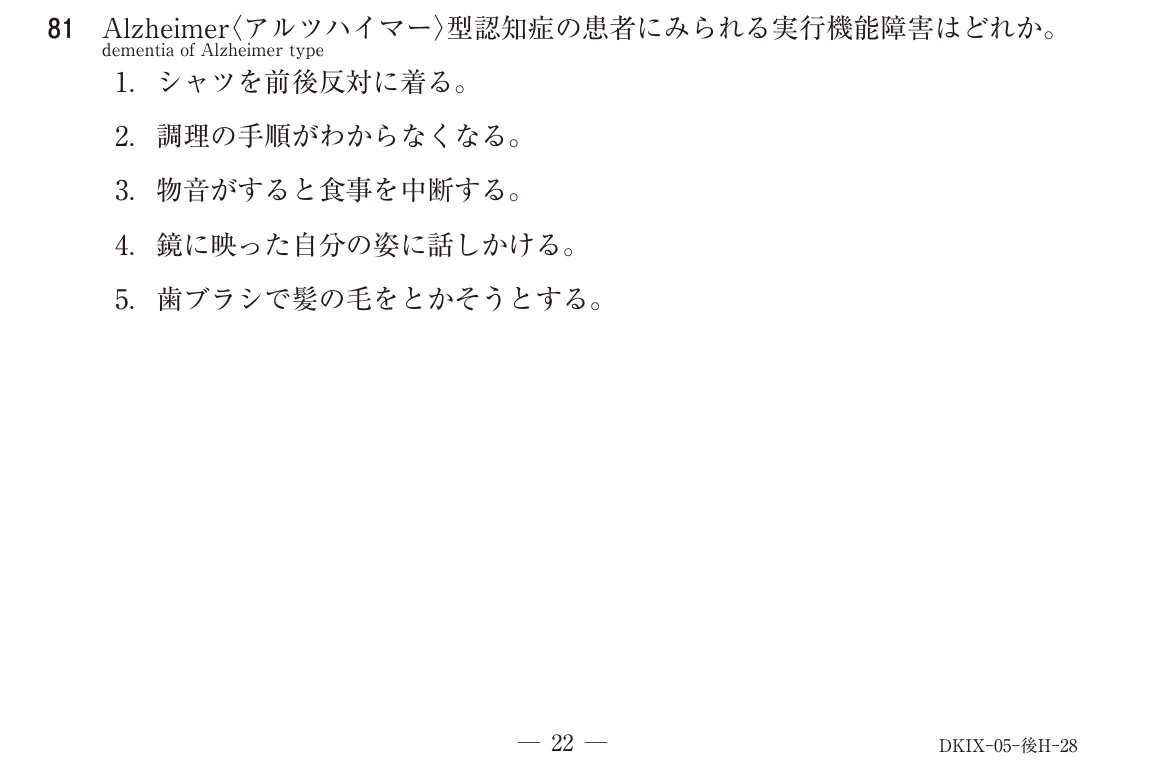 81 Alzheimer〈アルツハイマー〉型認知症の患者にみられる実行機能障害はどれか。
dementia of Alzheimer type
1. シャツを前後反対に着る。
2. 調理の手順がわからなくなる。
3. 物音がすると食事を中断する。
4. 鏡に映った自分の姿に話しかける。
5. 歯ブラシで髪の毛をとかそうとする。
— 22 —
DKIX-05-後H-28